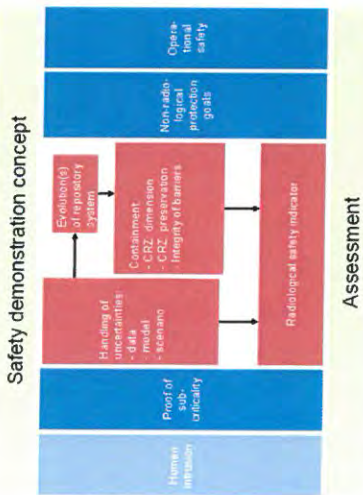 Safety demonstration concept
Human
intrusion
Proof of
sub-
criticality
Handling of
uncertainties:
- data
- model
- scenario
Evolution(s)
of repository
system
Containment
- CRZ dimension
- CRZ preservation
- Integrity of barriers
Radiological safety indicator
Non-radio-
logical
protection
goals
Opera-
tional
safety
Assessment